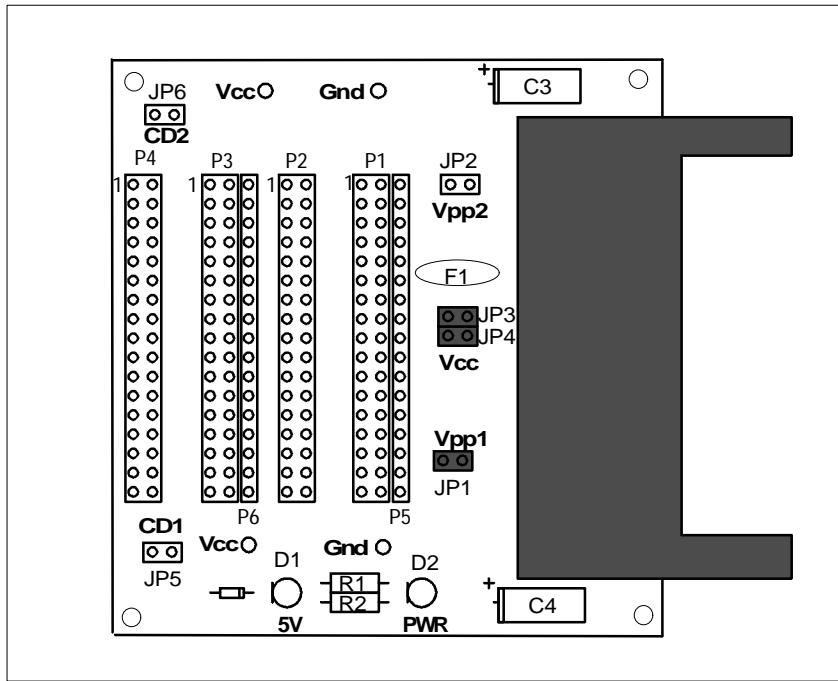 +
C3
JP6
Vcc
Gnd
CD2
P4
P3
P2
P1
JP2
1
1
1
1
Vpp2
F1
JP3
JP4
Vcc
Vpp1
JP1
P6
P5
CD1
Vcc
Gnd
JP5
D1
D2
+
R1
R2
C4
5V
PWR